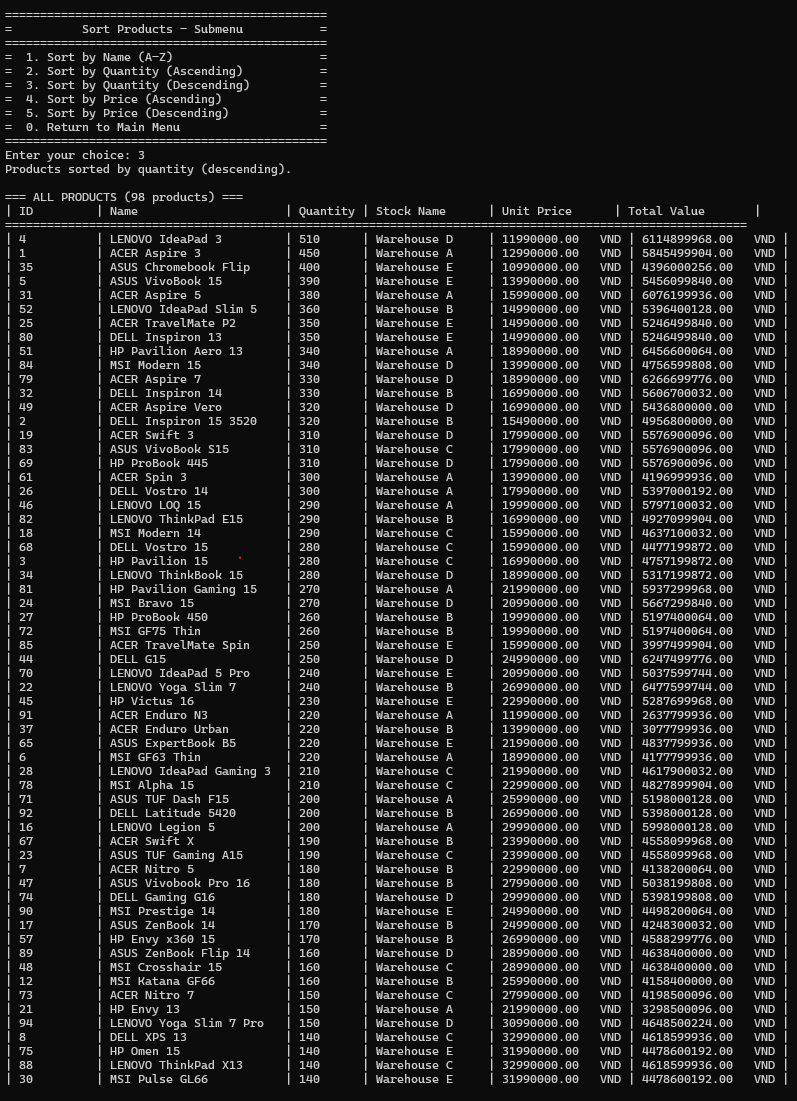 ==============================================
=          Sort Products - Submenu           =
==============================================
=  1. Sort by Name (A-Z)                     =
=  2. Sort by Quantity (Ascending)           =
=  3. Sort by Quantity (Descending)          =
=  4. Sort by Price (Ascending)              =
=  5. Sort by Price (Descending)             =
=  0. Return to Main Menu                    =
==============================================
Enter your choice: 3
Products sorted by quantity (descending).
=== ALL PRODUCTS (98 products) ===
| ID | Name | Quantity | Stock Name | Unit Price | Total Value |
==========================================================================================================
| 4 | LENOVO IdeaPad 3 | 510 | Warehouse D | 11990000.00 VND | 6114899968.00 VND |
| 1 | ACER Aspire 3 | 450 | Warehouse A | 12990000.00 VND | 5845499904.00 VND |
| 35 | ASUS Chromebook Flip | 400 | Warehouse E | 10990000.00 VND | 4396000256.00 VND |
| 5 | ASUS VivoBook 15 | 390 | Warehouse E | 13990000.00 VND | 5456099840.00 VND |
| 31 | ACER Aspire 5 | 380 | Warehouse A | 15990000.00 VND | 6076199936.00 VND |
| 52 | LENOVO IdeaPad Slim 5 | 360 | Warehouse B | 14990000.00 VND | 5396400128.00 VND |
| 25 | ACER TravelMate P2 | 350 | Warehouse E | 14990000.00 VND | 5246499840.00 VND |
| 80 | DELL Inspiron 13 | 350 | Warehouse E | 14990000.00 VND | 5246499840.00 VND |
| 51 | HP Pavilion Aero 13 | 340 | Warehouse A | 18990000.00 VND | 6456600064.00 VND |
| 84 | MSI Modern 15 | 340 | Warehouse D | 13990000.00 VND | 4756599808.00 VND |
| 79 | ACER Aspire 7 | 330 | Warehouse D | 18990000.00 VND | 6266699776.00 VND |
| 32 | DELL Inspiron 14 | 330 | Warehouse B | 16990000.00 VND | 5606700032.00 VND |
| 49 | ACER Aspire Vero | 320 | Warehouse D | 16990000.00 VND | 5436800000.00 VND |
| 2 | DELL Inspiron 15 3520 | 320 | Warehouse B | 15490000.00 VND | 4956800000.00 VND |
| 19 | ACER Swift 3 | 310 | Warehouse D | 17990000.00 VND | 5576900096.00 VND |
| 83 | ASUS VivoBook S15 | 310 | Warehouse C | 17990000.00 VND | 5576900096.00 VND |
| 69 | HP ProBook 445 | 310 | Warehouse D | 17990000.00 VND | 5576900096.00 VND |
| 61 | ACER Spin 3 | 300 | Warehouse A | 13990000.00 VND | 4196999936.00 VND |
| 26 | DELL Vostro 14 | 300 | Warehouse A | 17990000.00 VND | 5397000192.00 VND |
| 46 | LENOVO LOQ 15 | 290 | Warehouse A | 19990000.00 VND | 5797100032.00 VND |
| 82 | LENOVO ThinkPad E15 | 290 | Warehouse B | 16990000.00 VND | 4927099904.00 VND |
| 18 | MSI Modern 14 | 290 | Warehouse C | 15990000.00 VND | 4637100032.00 VND |
| 68 | DELL Vostro 15 | 280 | Warehouse C | 15990000.00 VND | 4477199872.00 VND |
| 3 | HP Pavilion 15 | 280 | Warehouse C | 16990000.00 VND | 4757199872.00 VND |
| 34 | LENOVO ThinkBook 15 | 280 | Warehouse D | 18990000.00 VND | 5317199872.00 VND |
| 81 | HP Pavilion Gaming 15 | 270 | Warehouse A | 21990000.00 VND | 5937299968.00 VND |
| 24 | MSI Bravo 15 | 270 | Warehouse D | 20990000.00 VND | 5667299840.00 VND |
| 27 | HP ProBook 450 | 260 | Warehouse B | 19990000.00 VND | 5197400064.00 VND |
| 72 | MSI GF75 Thin | 260 | Warehouse B | 19990000.00 VND | 5197400064.00 VND |
| 85 | ACER TravelMate Spin | 250 | Warehouse E | 15990000.00 VND | 3997499904.00 VND |
| 44 | DELL G15 | 250 | Warehouse D | 24990000.00 VND | 6247499776.00 VND |
| 70 | LENOVO IdeaPad 5 Pro | 240 | Warehouse E | 20990000.00 VND | 5037599744.00 VND |
| 22 | LENOVO Yoga Slim 7 | 240 | Warehouse B | 26990000.00 VND | 6477599744.00 VND |
| 45 | HP Victus 16 | 230 | Warehouse E | 22990000.00 VND | 5287699968.00 VND |
| 91 | ACER Enduro N3 | 220 | Warehouse A | 11990000.00 VND | 2637799936.00 VND |
| 37 | ACER Enduro Urban | 220 | Warehouse B | 13990000.00 VND | 3077799936.00 VND |
| 65 | ASUS ExpertBook B5 | 220 | Warehouse E | 21990000.00 VND | 4837799936.00 VND |
| 6 | MSI GF63 Thin | 220 | Warehouse A | 18990000.00 VND | 4177799936.00 VND |
| 28 | LENOVO IdeaPad Gaming 3 | 210 | Warehouse C | 21990000.00 VND | 4617900032.00 VND |
| 78 | MSI Alpha 15 | 210 | Warehouse C | 22990000.00 VND | 4827899904.00 VND |
| 71 | ASUS TUF Dash F15 | 200 | Warehouse A | 25990000.00 VND | 5198000128.00 VND |
| 92 | DELL Latitude 5420 | 200 | Warehouse B | 26990000.00 VND | 5398000128.00 VND |
| 16 | LENOVO Legion 5 | 200 | Warehouse A | 29990000.00 VND | 5998000128.00 VND |
| 67 | ACER Swift X | 190 | Warehouse B | 23990000.00 VND | 4558099968.00 VND |
| 23 | ASUS TUF Gaming A15 | 190 | Warehouse C | 23990000.00 VND | 4558099968.00 VND |
| 7 | ACER Nitro 5 | 180 | Warehouse B | 22990000.00 VND | 4138200064.00 VND |
| 47 | ASUS Vivobook Pro 16 | 180 | Warehouse B | 27990000.00 VND | 5038199808.00 VND |
| 74 | DELL Gaming G16 | 180 | Warehouse D | 29990000.00 VND | 5398199808.00 VND |
| 90 | MSI Prestige 14 | 180 | Warehouse E | 24990000.00 VND | 4498200064.00 VND |
| 17 | ASUS ZenBook 14 | 170 | Warehouse B | 24990000.00 VND | 4248300032.00 VND |
| 57 | HP Envy x360 15 | 170 | Warehouse B | 26990000.00 VND | 4588299776.00 VND |
| 89 | ASUS ZenBook Flip 14 | 160 | Warehouse D | 28990000.00 VND | 4638400000.00 VND |
| 48 | MSI Crosshair 15 | 160 | Warehouse C | 28990000.00 VND | 4638400000.00 VND |
| 12 | MSI Katana GF66 | 160 | Warehouse B | 25990000.00 VND | 4158400000.00 VND |
| 73 | ACER Nitro 7 | 150 | Warehouse C | 27990000.00 VND | 4198500096.00 VND |
| 21 | HP Envy 13 | 150 | Warehouse A | 21990000.00 VND | 3298500096.00 VND |
| 94 | LENOVO Yoga Slim 7 Pro | 150 | Warehouse D | 30990000.00 VND | 4648500224.00 VND |
| 8 | DELL XPS 13 | 140 | Warehouse C | 32990000.00 VND | 4618599936.00 VND |
| 75 | HP Omen 15 | 140 | Warehouse E | 31990000.00 VND | 4478600192.00 VND |
| 88 | LENOVO ThinkPad X13 | 140 | Warehouse C | 32990000.00 VND | 4618599936.00 VND |
| 30 | MSI Pulse GL66 | 140 | Warehouse E | 31990000.00 VND | 4478600192.00 VND |